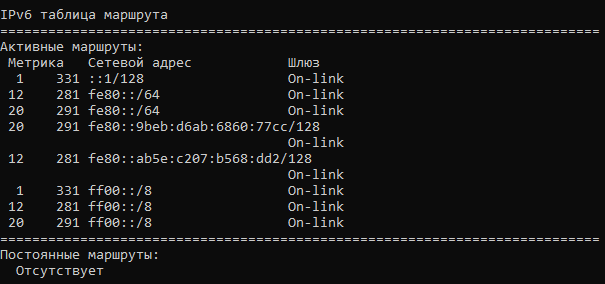 IPv6 таблица маршрута
===========================================================================
Активные маршруты:
 Метрика   Сетевой адрес            Шлюз
  1    331 ::1/128                  On-link
 12    281 fe80::/64                On-link
 20    291 fe80::/64                On-link
 20    291 fe80::9beb:d6ab:6860:77cc/128
                                    On-link
 12    281 fe80::ab5e:c207:b568:dd2/128
                                    On-link
  1    331 ff00::/8                 On-link
 12    281 ff00::/8                 On-link
 20    291 ff00::/8                 On-link
===========================================================================
Постоянные маршруты:
  Отсутствует